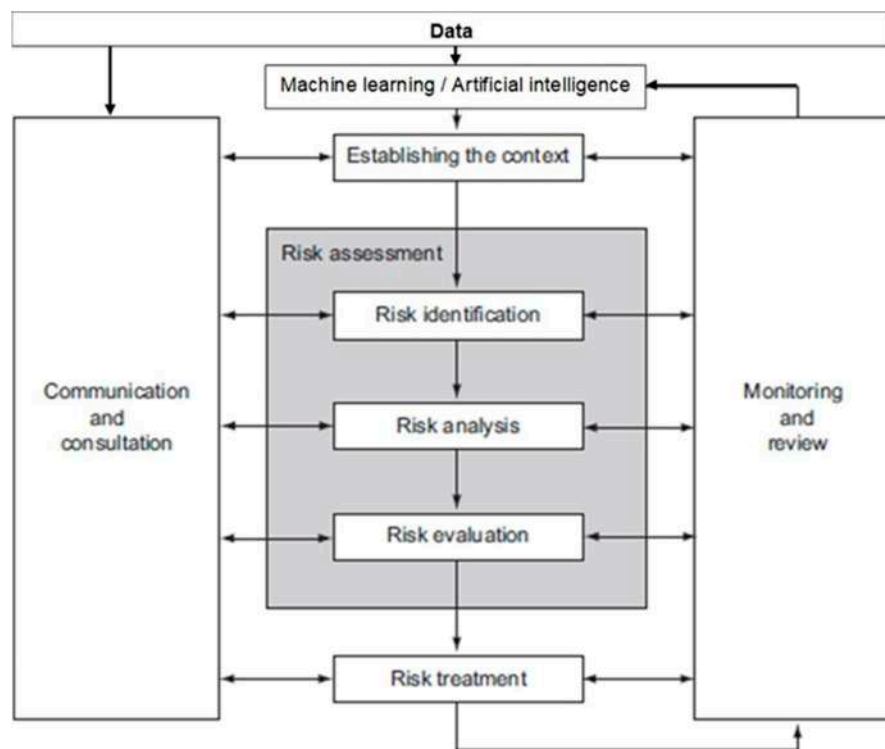 Data
Machine learning / Artificial intelligence
Establishing the context
Risk assessment
Risk identification
Communication
and
consultation
Monitoring
and
review
Risk analysis
Risk evaluation
Risk treatment